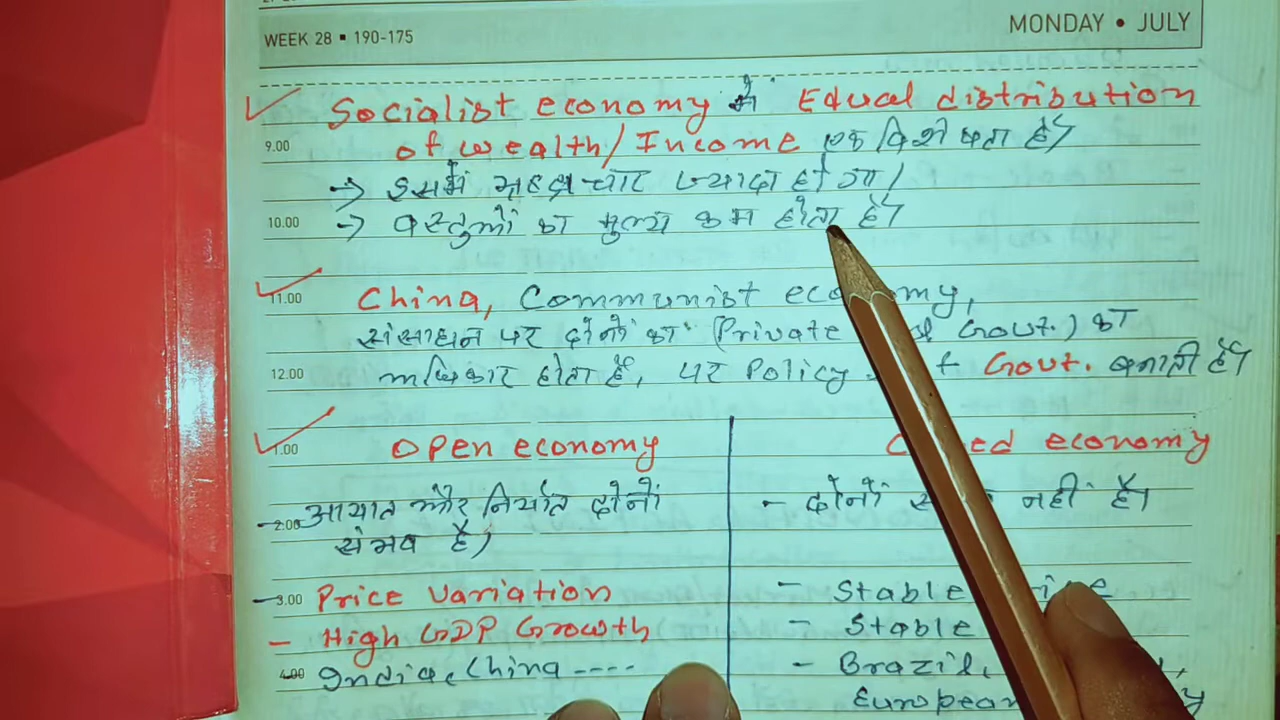 WEEK 28 ▪ 190-175
MONDAY • JULY
Socialist economy में Equal distribution
9.00 of wealth/Income एक विशेषता है।
→ इसमें भ्रष्टाचार ज्यादा होगा।
10.00 → वस्तुओं का मुल्य कम होता है।
11.00 China, Communist economy,
संसाधन पर दोनों का (Private Govt.) का
12.00 अधिकार होता है, पर Policy Govt. बनाती है।
1.00 Open economy
economy
2.00 आयात और निर्यात दोनों
संभव है,
- दोनों नहीं है।
3.00 Price variation
- Stable
- High GDP Growth
- Stable
4.00 India, China ----
- Brazil,
European